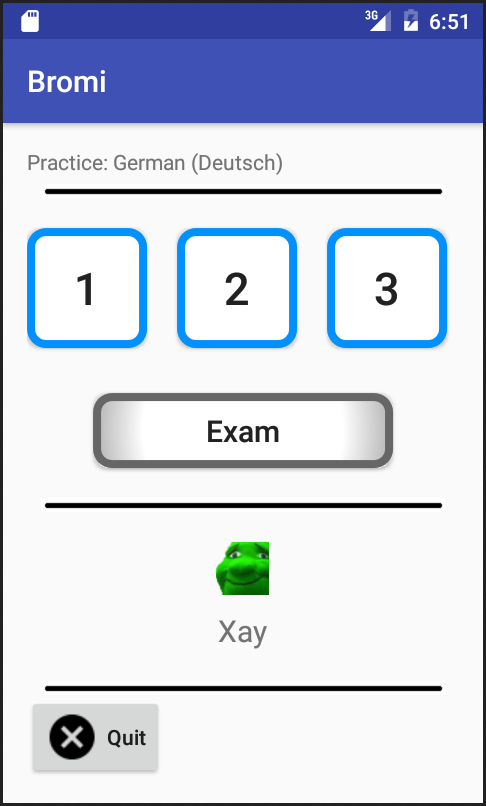 3G 6:51
Bromi
Practice: German (Deutsch)
1 2 3
Exam
Xay
Quit